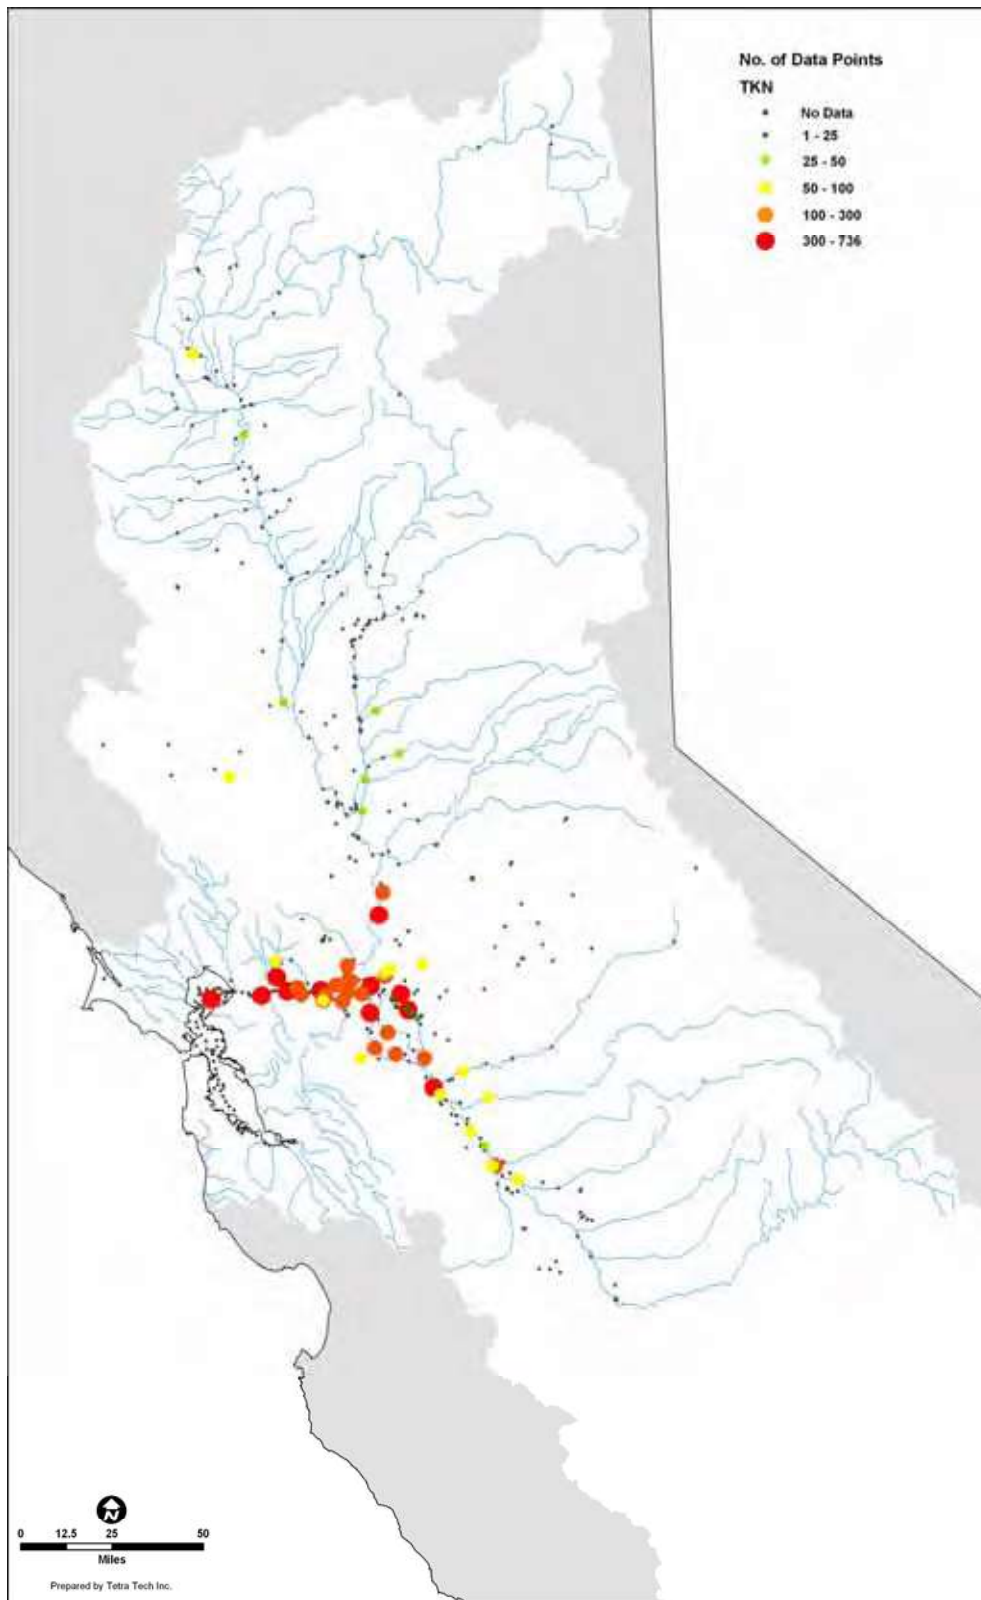 No. of Data Points
TKN
No Data
1 - 25
25 - 50
50 - 100
100 - 300
300 - 736
N
0 12.5 25 50
Miles
Prepared by Tetra Tech Inc.